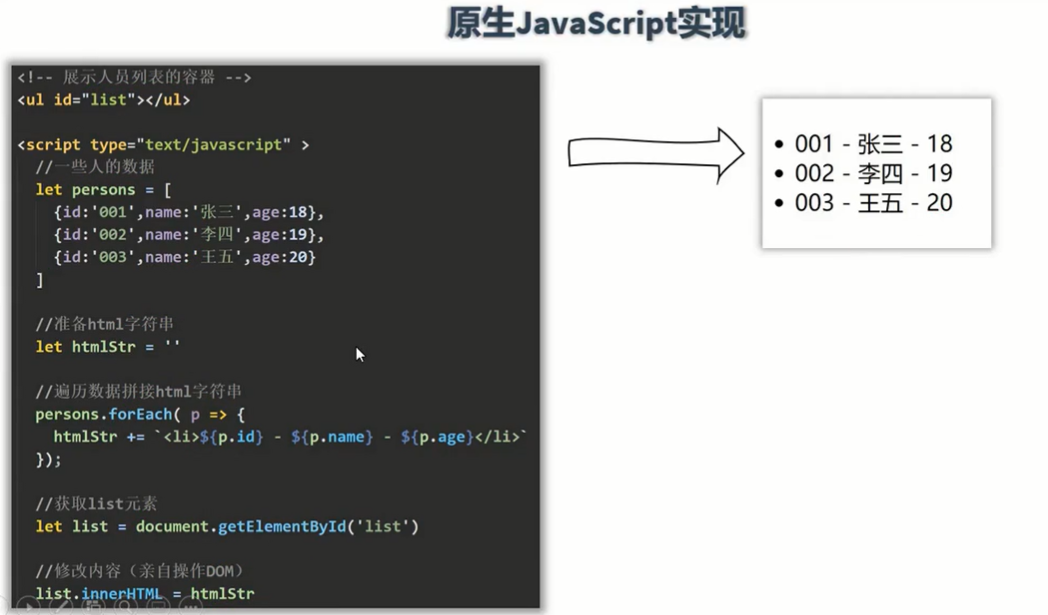 原生JavaScript实现
<!-- 展示人员列表的容器 -->
<ul id="list"></ul>
<script type="text/javascript" >
//一些人的数据
let persons = [
{id:'001',name:'张三',age:18},
{id:'002',name:'李四',age:19},
{id:'003',name:'王五',age:20}
]
//准备html字符串
let htmlStr = ''
//遍历数据拼接html字符串
persons.forEach( p => {
htmlStr += `<li>${p.id} - ${p.name} - ${p.age}</li>`
});
//获取list元素
let list = document.getElementById('list')
//修改内容（亲自操作DOM）
list.innerHTML = htmlStr
• 001 - 张三 - 18
• 002 - 李四 - 19
• 003 - 王五 - 20